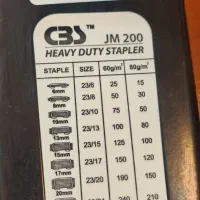 CBS™ JM 200
HEAVY DUTY STAPLER
STAPLE SIZE 60g/m² 80g/m²
6mm 23/6 25 15
8mm 23/8 50 30
10mm 23/10 75 50
13mm 23/13 100 80
15mm 23/15 125 100
17mm 23/17 150 120
20mm 23/20 190 150
240 210